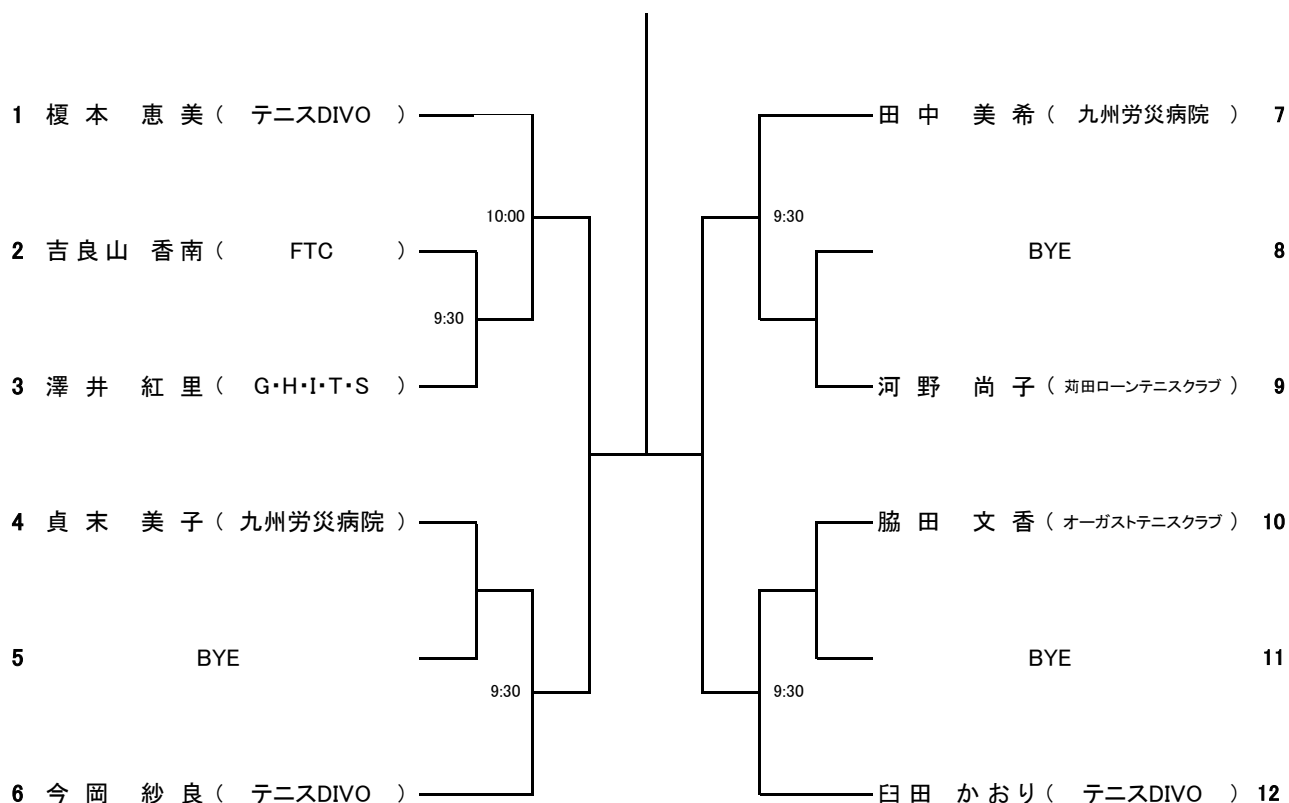 1 榎本 恵美 ( テニスDIVO )
10:00
2 吉良山 香南 ( FTC )
9:30
3 澤井 紅里 ( G・H・I・T・S )
4 貞末 美子 ( 九州労災病院 )
5 BYE
9:30
6 今岡 紗良 ( テニスDIVO )
田中 美希 ( 九州労災病院 ) 7
9:30
BYE 8
河野 尚子 ( 苅田ローンテニスクラブ ) 9
脇田 文香 ( オーガストテニスクラブ ) 10
BYE 11
9:30
臼田 かおり ( テニスDIVO ) 12